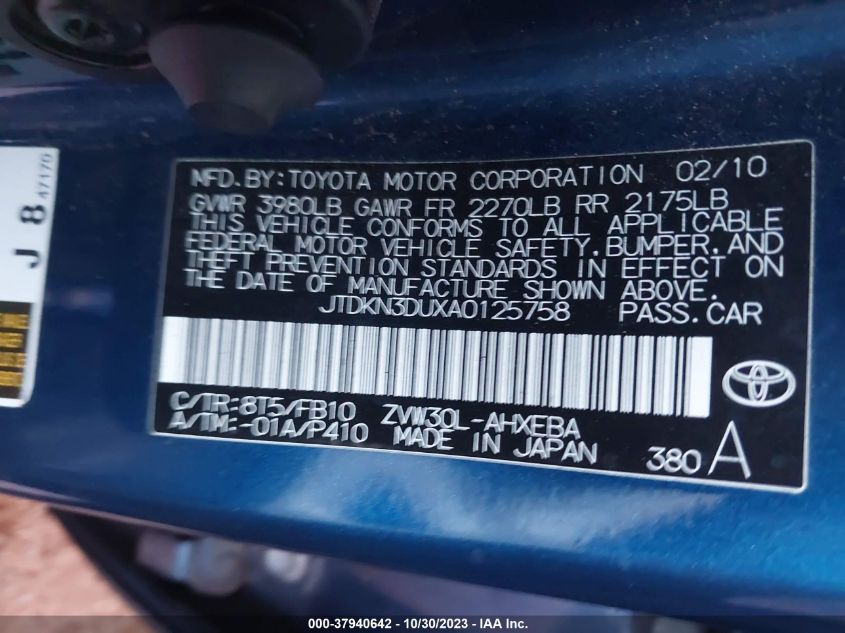 MFD. BY: TOYOTA MOTOR CORPORATION 02/10
GVWR 3980LB GAWR FR 2270LB RR 2175LB
THIS VEHICLE CONFORMS TO ALL APPLICABLE
FEDERAL MOTOR VEHICLE SAFETY, BUMPER, AND
THEFT PREVENTION STANDARDS IN EFFECT ON
THE DATE OF MANUFACTURE SHOWN ABOVE.
JTDKN3DUXA0125758 PASS.CAR
C/TR:8T5/FB10 ZVW30L-AHXEBA
A/TM:-01A/P410 MADE IN JAPAN 380 A
J 8 47170
000-37940642 - 10/30/2023 - IAA Inc.